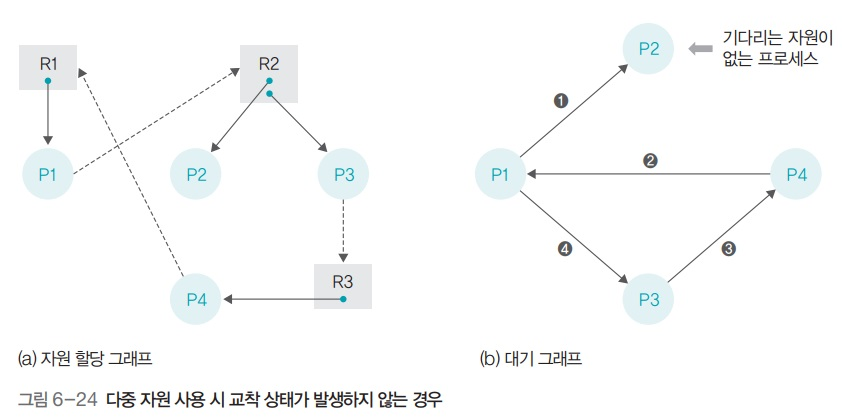 R1
R2
P1
P2
P3
P4
R3
(a) 자원 할당 그래프
P2
기다리는 자원이
없는 프로세스
❶
P1
❷
P4
❹
❸
P3
(b) 대기 그래프
그림 6-24 다중 자원 사용 시 교착 상태가 발생하지 않는 경우